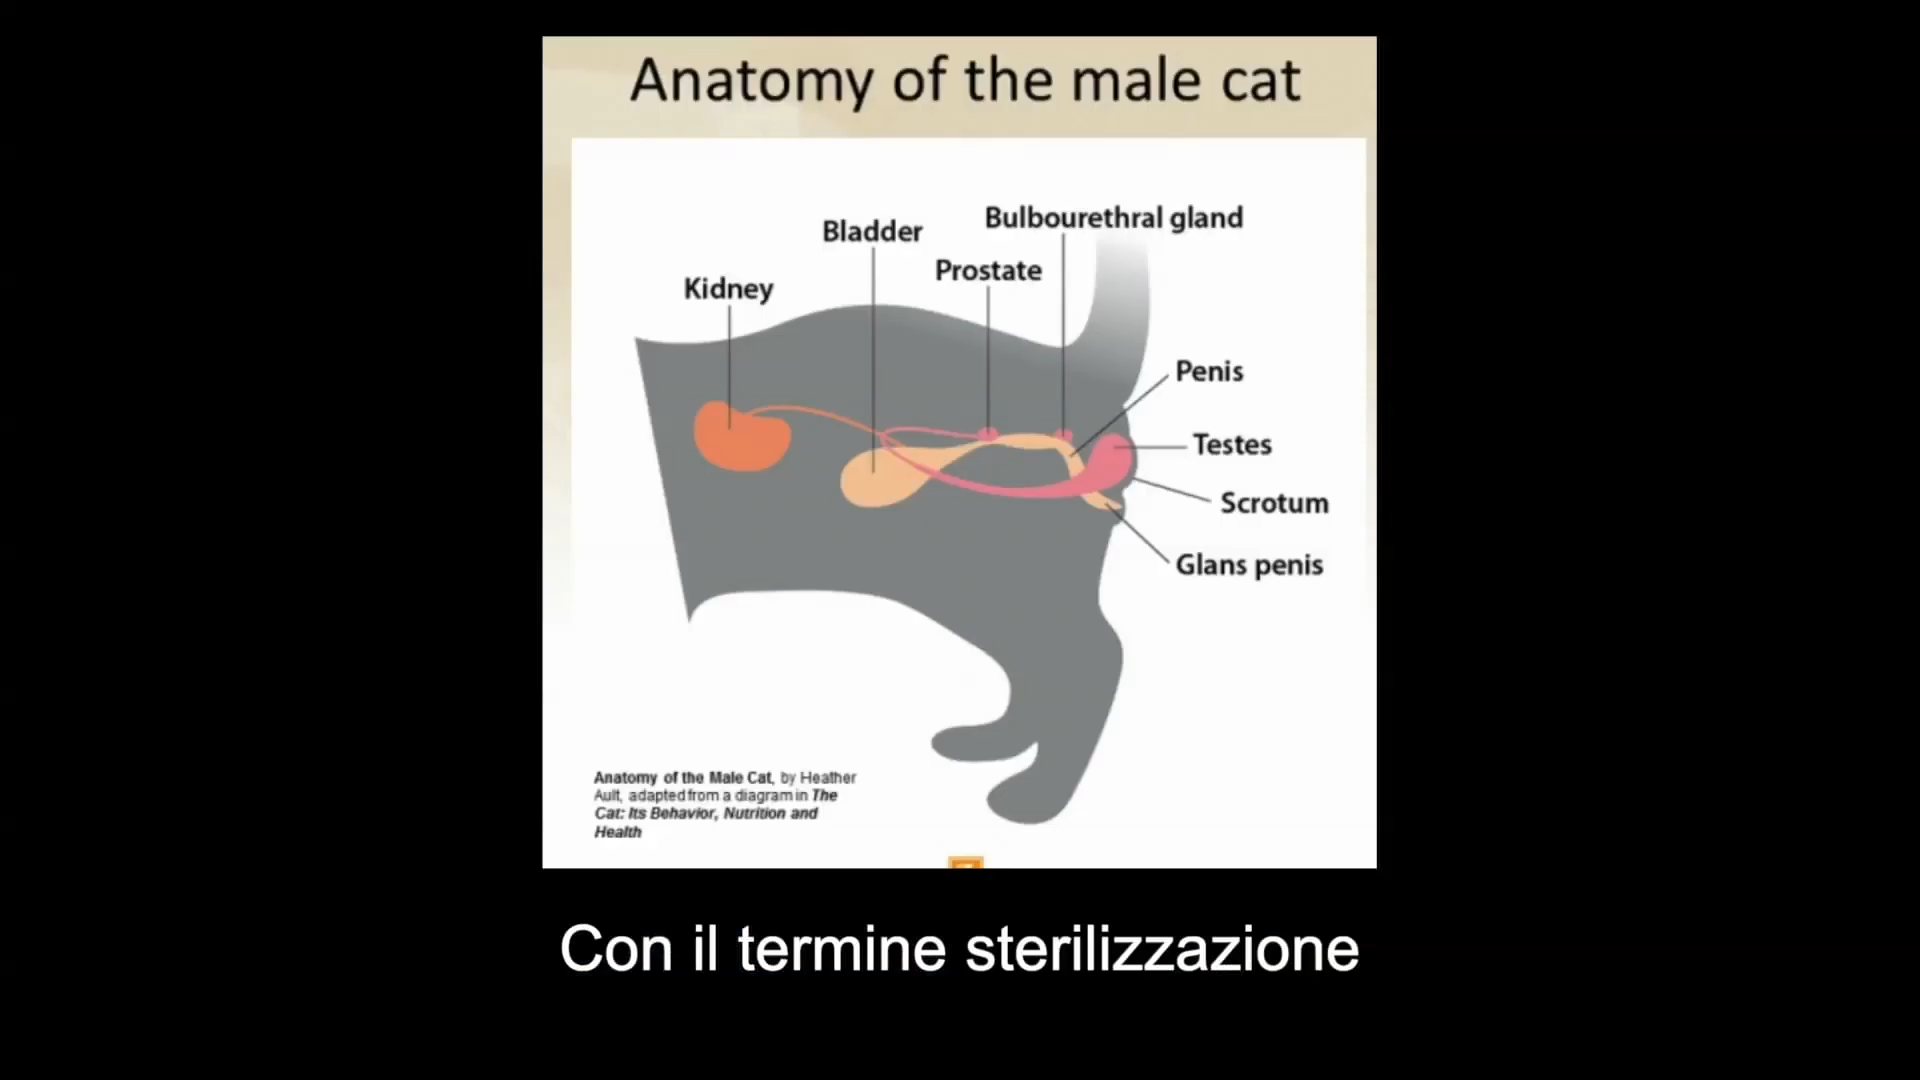 Anatomy of the male cat
Bulbourethral gland
Bladder
Prostate
Kidney
Penis
Testes
Scrotum
Glans penis
Anatomy of the Male Cat, by Heather
Ault, adapted from a diagram in The
Cat: Its Behavior, Nutrition and
Health
Con il termine sterilizzazione